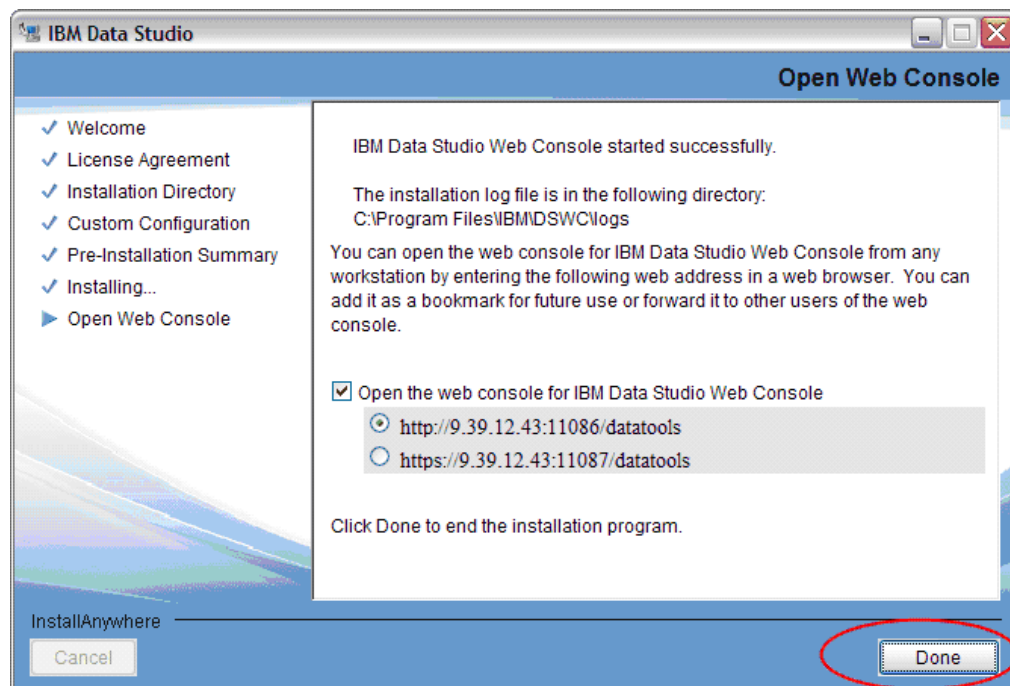 IBM Data Studio
Open Web Console
Welcome
License Agreement
Installation Directory
Custom Configuration
Pre-Installation Summary
Installing...
Open Web Console
IBM Data Studio Web Console started successfully.
The installation log file is in the following directory:
C:\Program Files\IBM\DSWC\logs
You can open the web console for IBM Data Studio Web Console from any
workstation by entering the following web address in a web browser. You can
add it as a bookmark for future use or forward it to other users of the web
console.
Open the web console for IBM Data Studio Web Console
http://9.39.12.43:11086/datatools
https://9.39.12.43:11087/datatools
Click Done to end the installation program.
InstallAnywhere
Cancel
Done